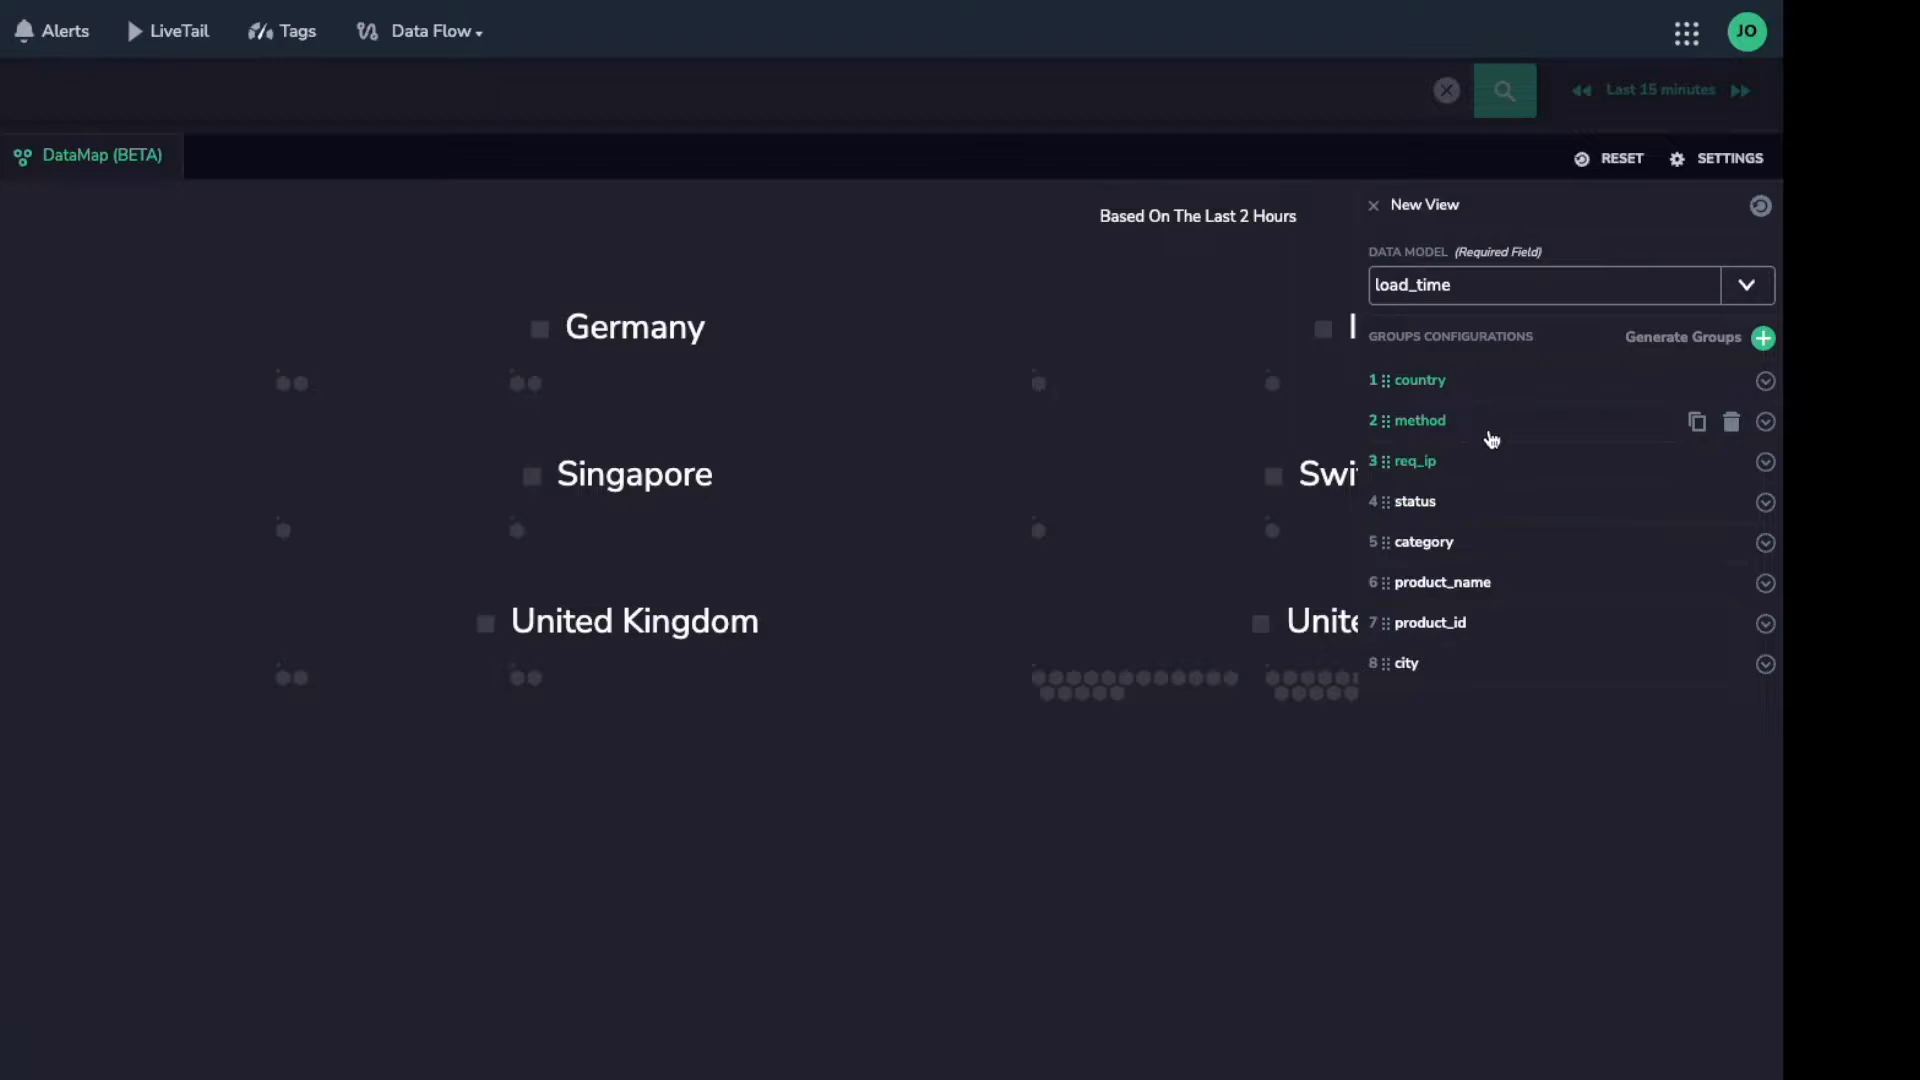 Alerts LiveTail Tags Data Flow JO
Last 15 minutes
DataMap (BETA) RESET SETTINGS
New View
Based On The Last 2 Hours
DATA MODEL (Required Field)
load_time
Germany
GROUPS CONFIGURATIONS Generate Groups
1 country
2 method
3 req_ip
Singapore Swi
4 status
5 category
6 product_name
United Kingdom Unite
7 product_id
8 city